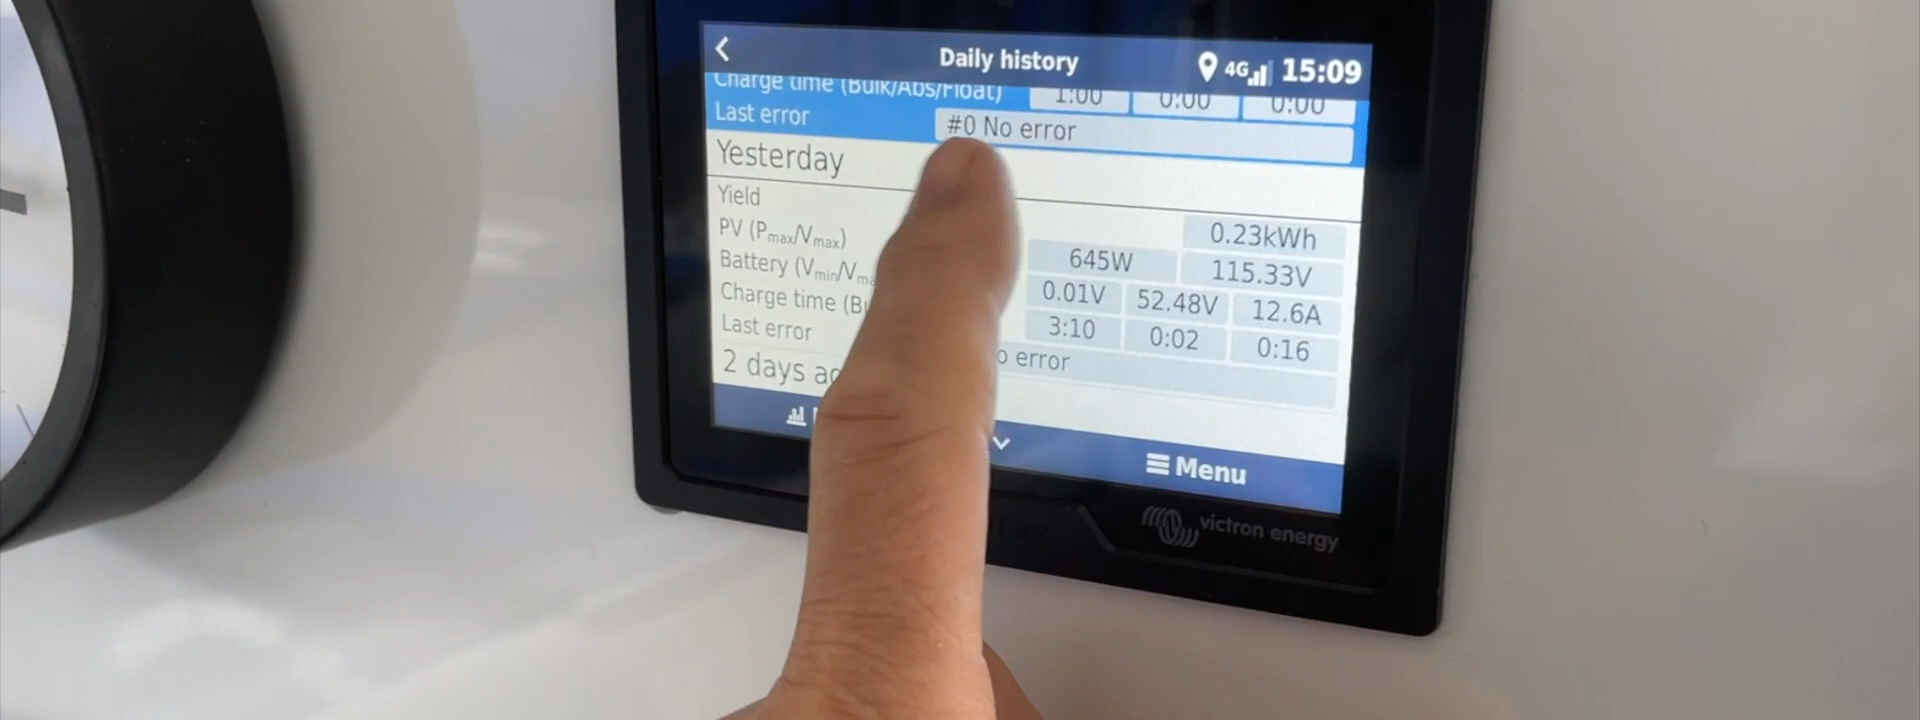 Daily history 4G 15:09
Charge time (Bulk/Abs/Float) 1:00 0:00 0:00
Last error #0 No error
Yesterday
Yield 0.23kWh
PV (Pmax/Vmax) 645W 115.33V
Battery (Vmin/Vma 0.01V 52.48V 12.6A
Charge time (B 3:10 0:02 0:16
Last error o error
2 days ag
Menu
victron energy